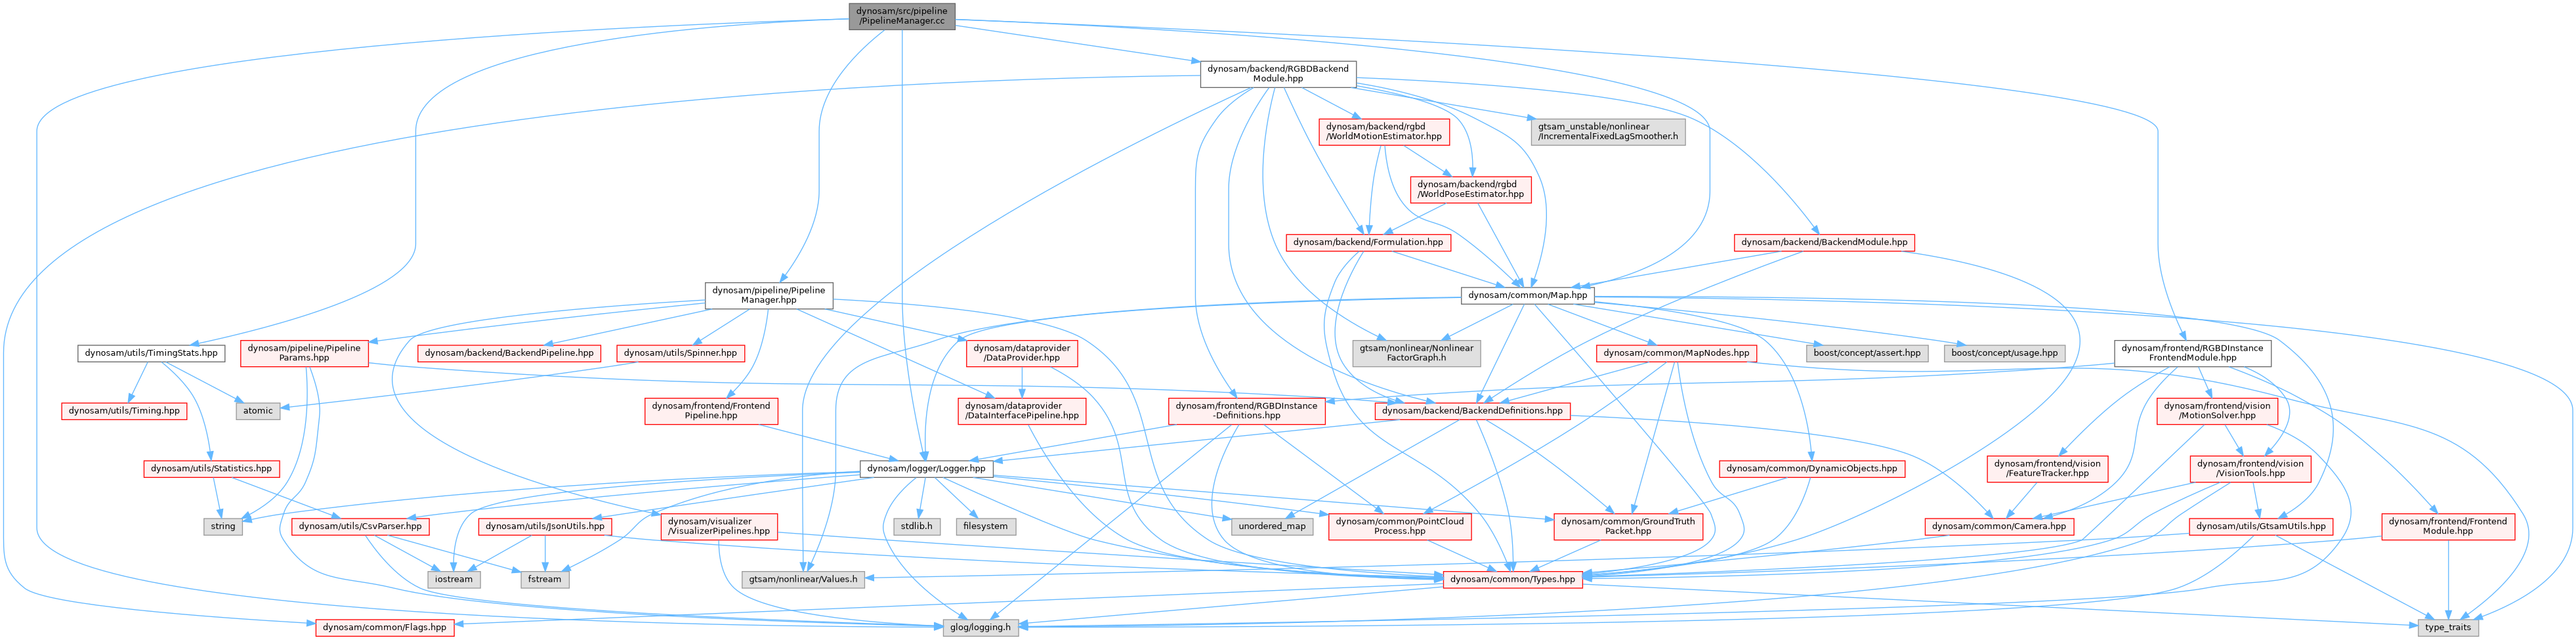 dynosam/src/pipeline
/PipelineManager.cc
dynosam/backend/RGBDBackend
Module.hpp
dynosam/backend/rgbd
/WorldMotionEstimator.hpp
gtsam_unstable/nonlinear
/IncrementalFixedLagSmoother.h
dynosam/backend/rgbd
/WorldPoseEstimator.hpp
dynosam/backend/Formulation.hpp
dynosam/backend/BackendModule.hpp
dynosam/pipeline/Pipeline
Manager.hpp
dynosam/common/Map.hpp
dynosam/utils/TimingStats.hpp
dynosam/pipeline/Pipeline
Params.hpp
dynosam/backend/BackendPipeline.hpp
dynosam/utils/Spinner.hpp
dynosam/dataprovider
/DataProvider.hpp
gtsam/nonlinear/Nonlinear
FactorGraph.h
dynosam/common/MapNodes.hpp
boost/concept/assert.hpp
boost/concept/usage.hpp
dynosam/frontend/RGBDInstance
FrontendModule.hpp
dynosam/utils/Timing.hpp
atomic
dynosam/frontend/Frontend
Pipeline.hpp
dynosam/dataprovider
/DataInterfacePipeline.hpp
dynosam/frontend/RGBDInstance
-Definitions.hpp
dynosam/backend/BackendDefinitions.hpp
dynosam/frontend/vision
/MotionSolver.hpp
dynosam/utils/Statistics.hpp
dynosam/logger/Logger.hpp
dynosam/common/DynamicObjects.hpp
dynosam/frontend/vision
/FeatureTracker.hpp
dynosam/frontend/vision
/VisionTools.hpp
string
dynosam/utils/CsvParser.hpp
dynosam/utils/JsonUtils.hpp
dynosam/visualizer
/VisualizerPipelines.hpp
stdlib.h
filesystem
unordered_map
dynosam/common/PointCloud
Process.hpp
dynosam/common/GroundTruth
Packet.hpp
dynosam/common/Camera.hpp
dynosam/utils/GtsamUtils.hpp
dynosam/frontend/Frontend
Module.hpp
iostream
fstream
gtsam/nonlinear/Values.h
dynosam/common/Types.hpp
dynosam/common/Flags.hpp
glog/logging.h
type_traits